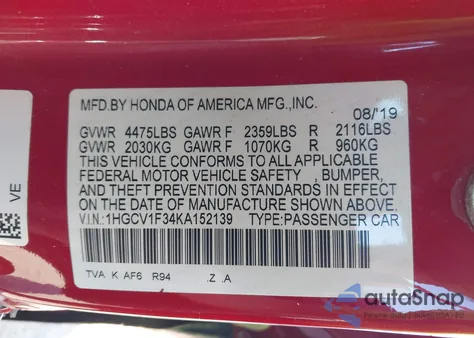 MFD.BY HONDA OF AMERICA MFG.,INC. 08/'19
GVWR 4475LBS GAWR F 2359LBS R 2116LBS
GVWR 2030KG GAWR F 1070KG R 960KG
THIS VEHICLE CONFORMS TO ALL APPLICABLE
FEDERAL MOTOR VEHICLE SAFETY , BUMPER,
AND THEFT PREVENTION STANDARDS IN EFFECT
ON THE DATE OF MANUFACTURE SHOWN ABOVE.
V.I.N.:1HGCV1F34KA152139 TYPE:PASSENGER CAR
TVA K AF6 R94 .Z .A
VE
autoSnap